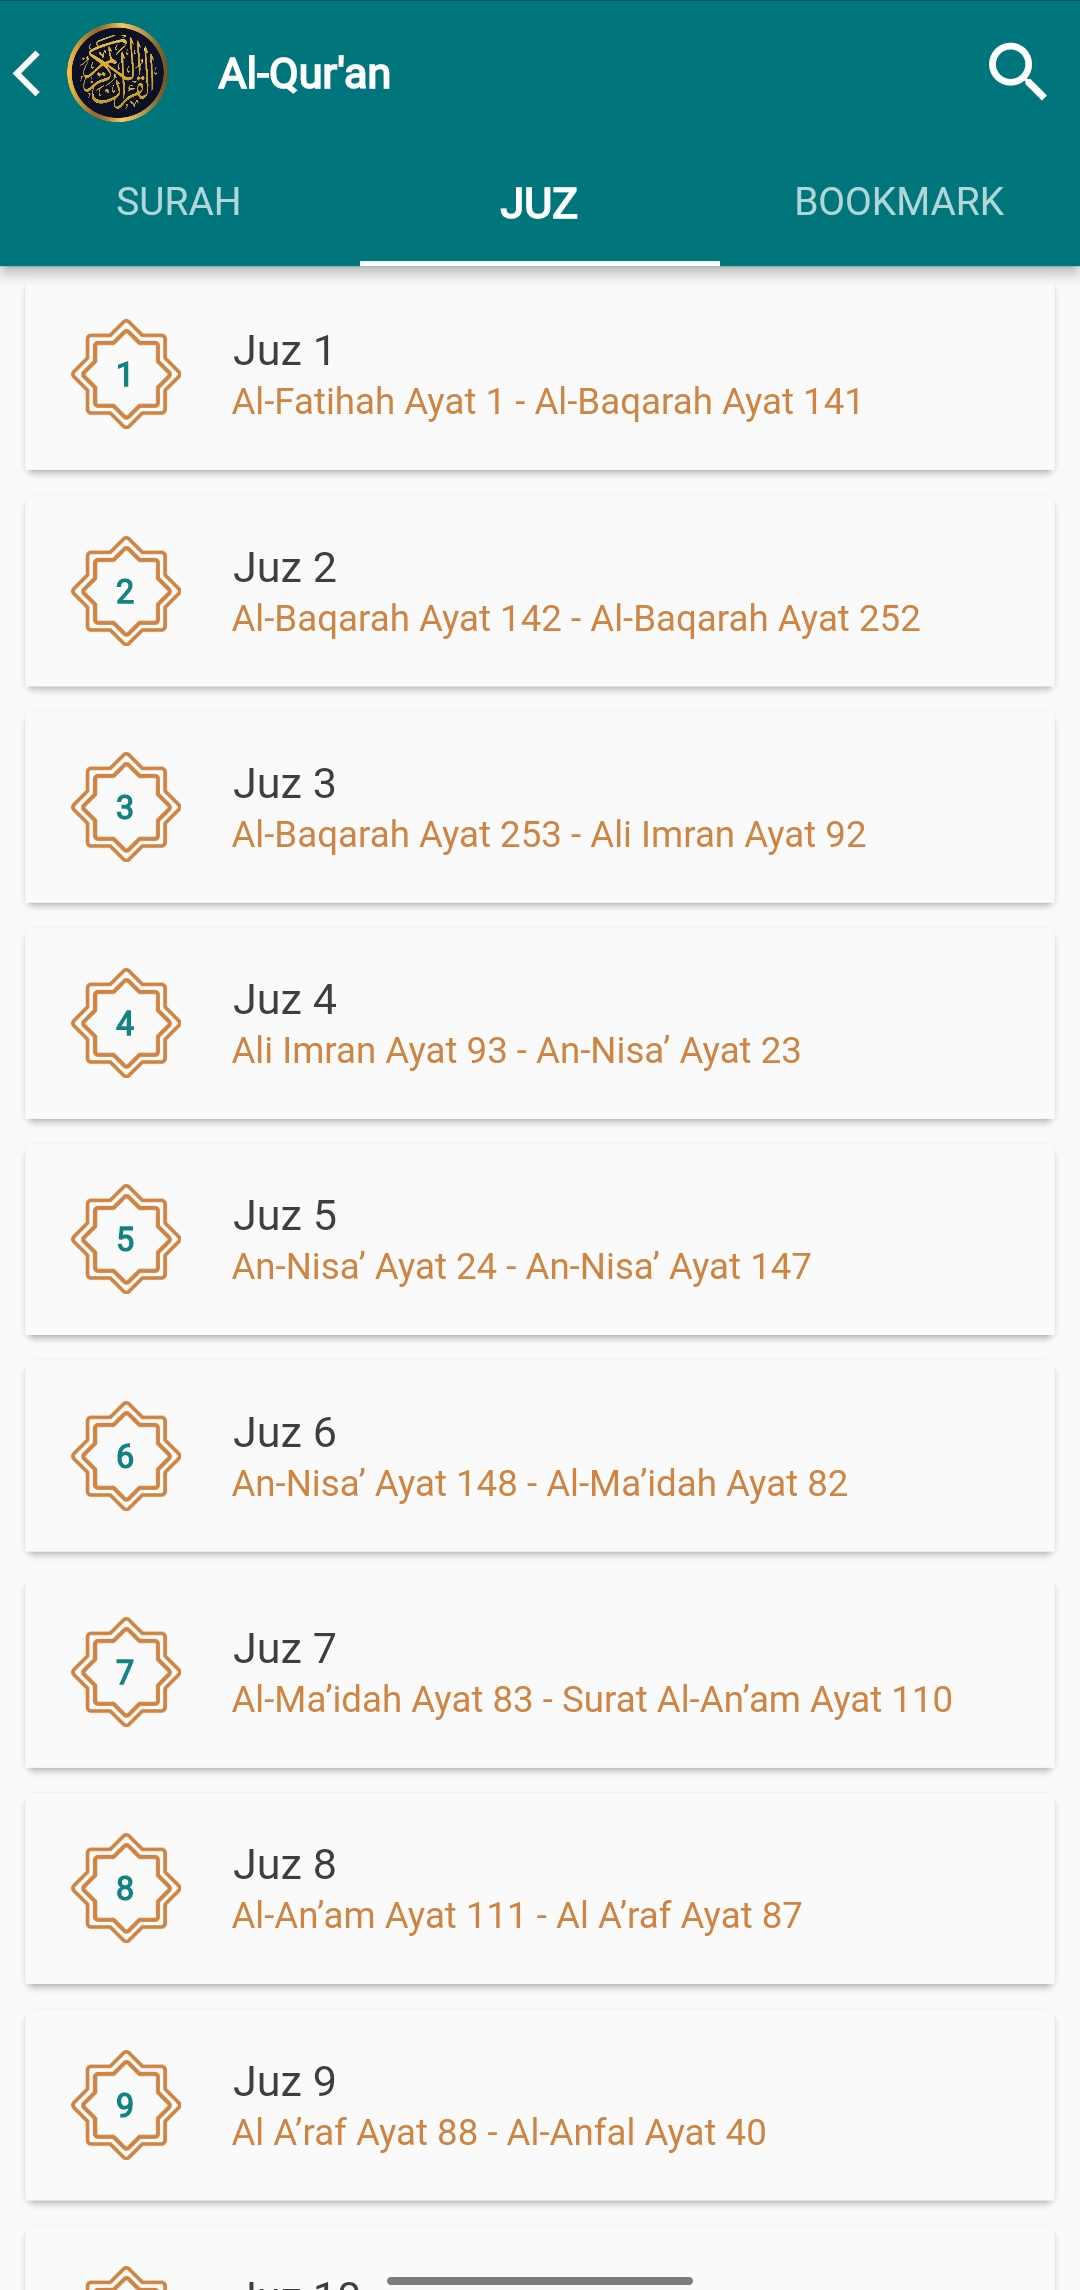 Al-Qur'an
SURAH
JUZ
BOOKMARK
1
Juz 1
Al-Fatihah Ayat 1 - Al-Baqarah Ayat 141
2
Juz 2
Al-Baqarah Ayat 142 - Al-Baqarah Ayat 252
3
Juz 3
Al-Baqarah Ayat 253 - Ali Imran Ayat 92
4
Juz 4
Ali Imran Ayat 93 - An-Nisa’ Ayat 23
5
Juz 5
An-Nisa’ Ayat 24 - An-Nisa’ Ayat 147
6
Juz 6
An-Nisa’ Ayat 148 - Al-Ma’idah Ayat 82
7
Juz 7
Al-Ma’idah Ayat 83 - Surat Al-An’am Ayat 110
8
Juz 8
Al-An’am Ayat 111 - Al A’raf Ayat 87
9
Juz 9
Al A’raf Ayat 88 - Al-Anfal Ayat 40
Juz 10